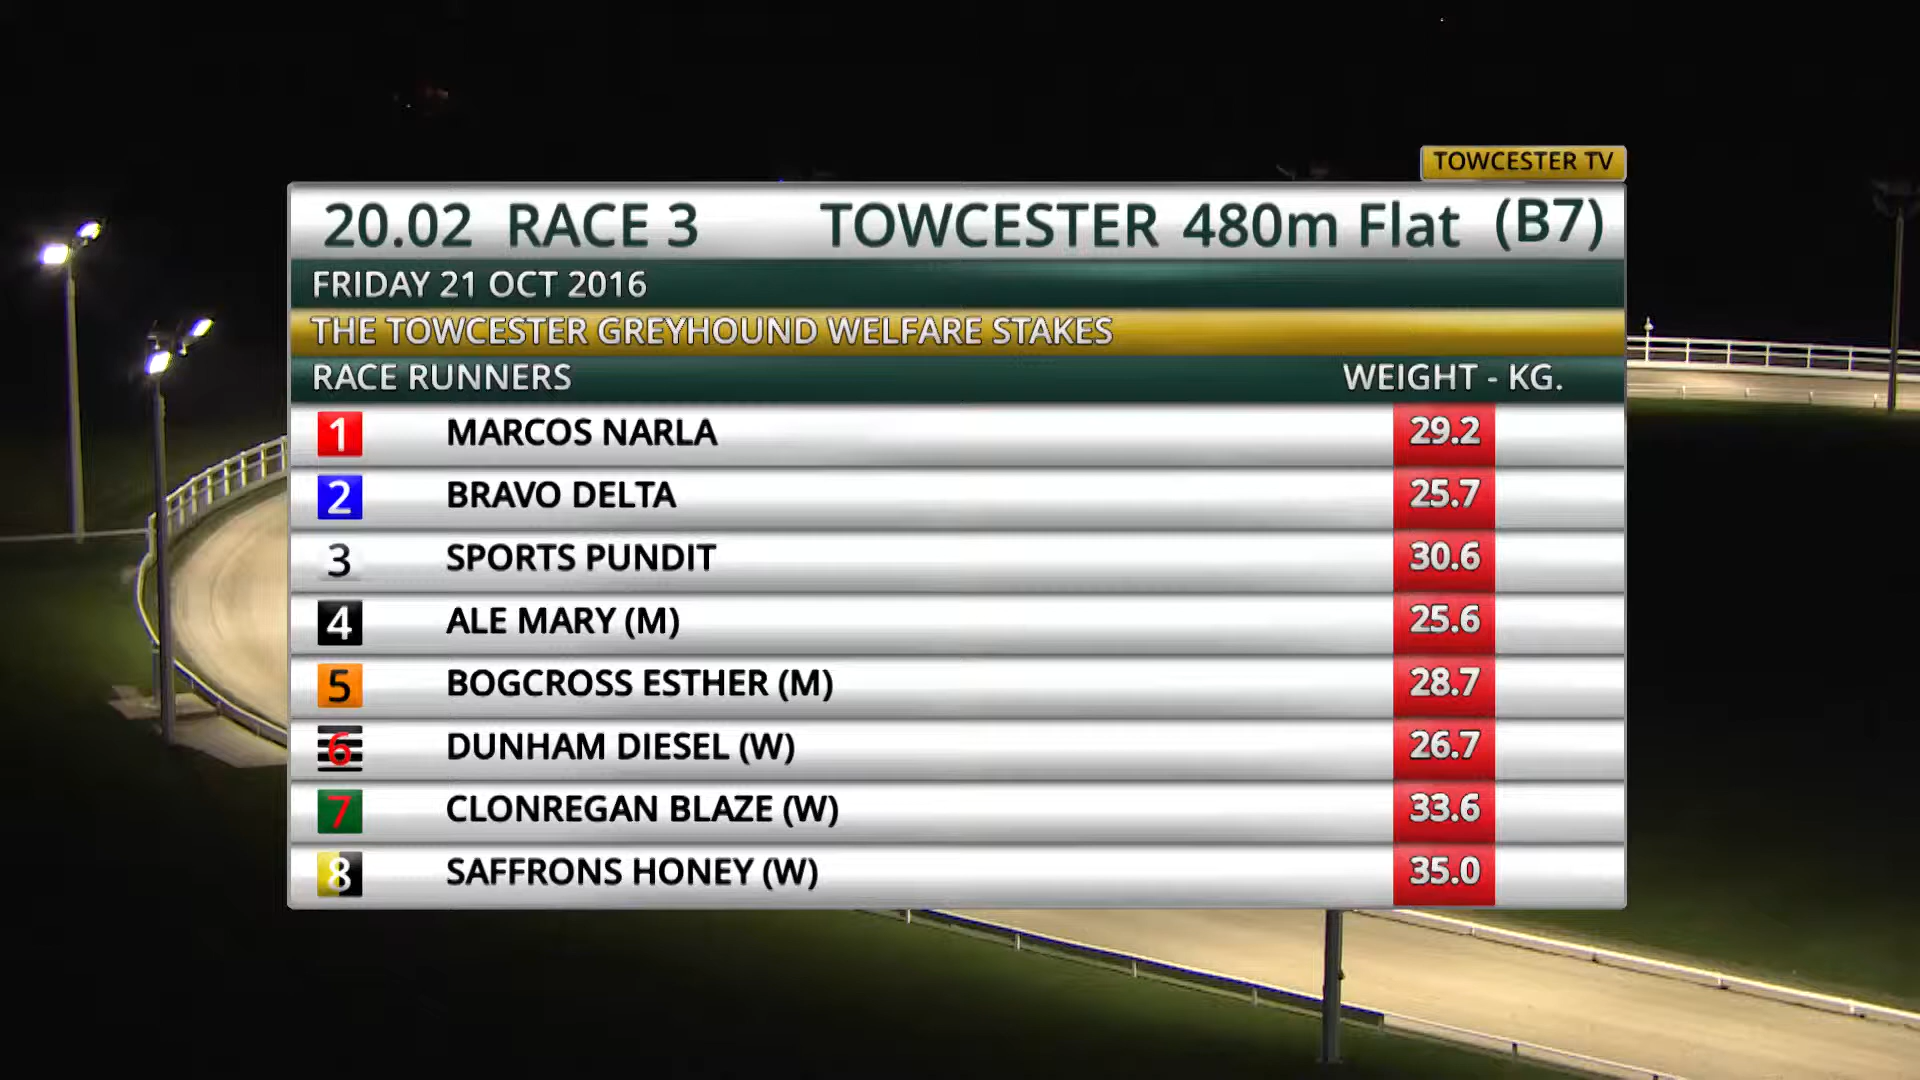 TOWCESTER TV
20.02 RACE 3 TOWCESTER 480m Flat (B7)
FRIDAY 21 OCT 2016
THE TOWCESTER GREYHOUND WELFARE STAKES
RACE RUNNERS WEIGHT - KG.
1 MARCOS NARLA 29.2
2 BRAVO DELTA 25.7
3 SPORTS PUNDIT 30.6
4 ALE MARY (M) 25.6
5 BOGCROSS ESTHER (M) 28.7
6 DUNHAM DIESEL (W) 26.7
7 CLONREGAN BLAZE (W) 33.6
8 SAFFRONS HONEY (W) 35.0